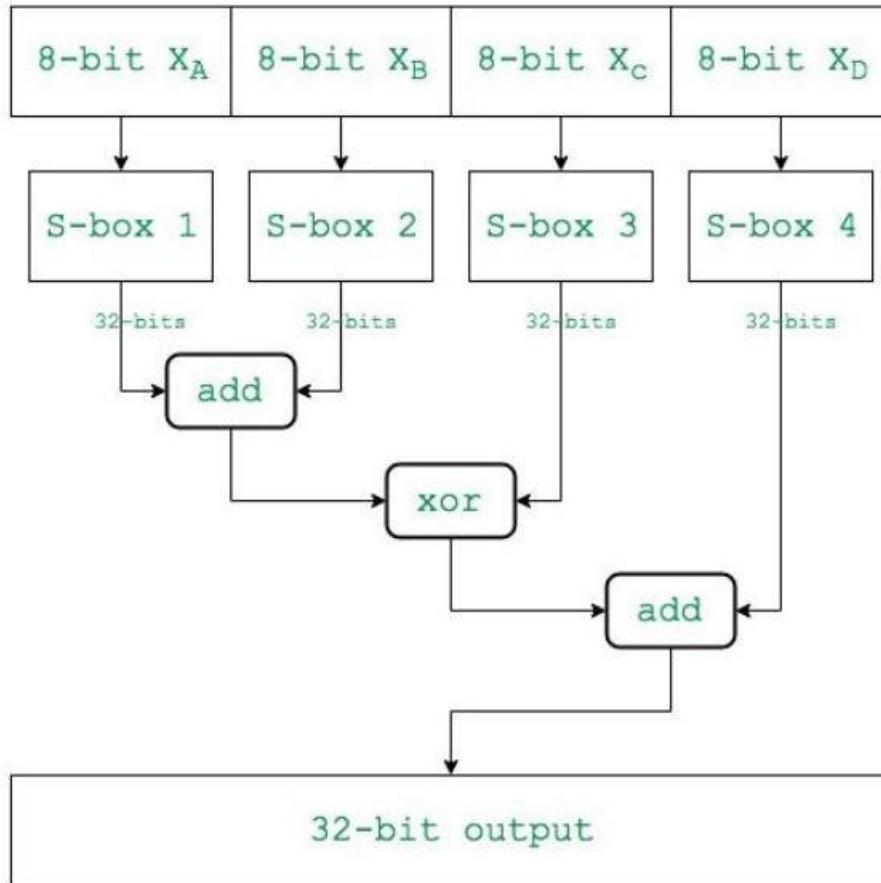 8-bit XA 8-bit XB 8-bit Xc 8-bit XD
S-box 1 S-box 2 S-box 3 S-box 4
32-bits 32-bits 32-bits 32-bits
add
xor
add
32-bit output